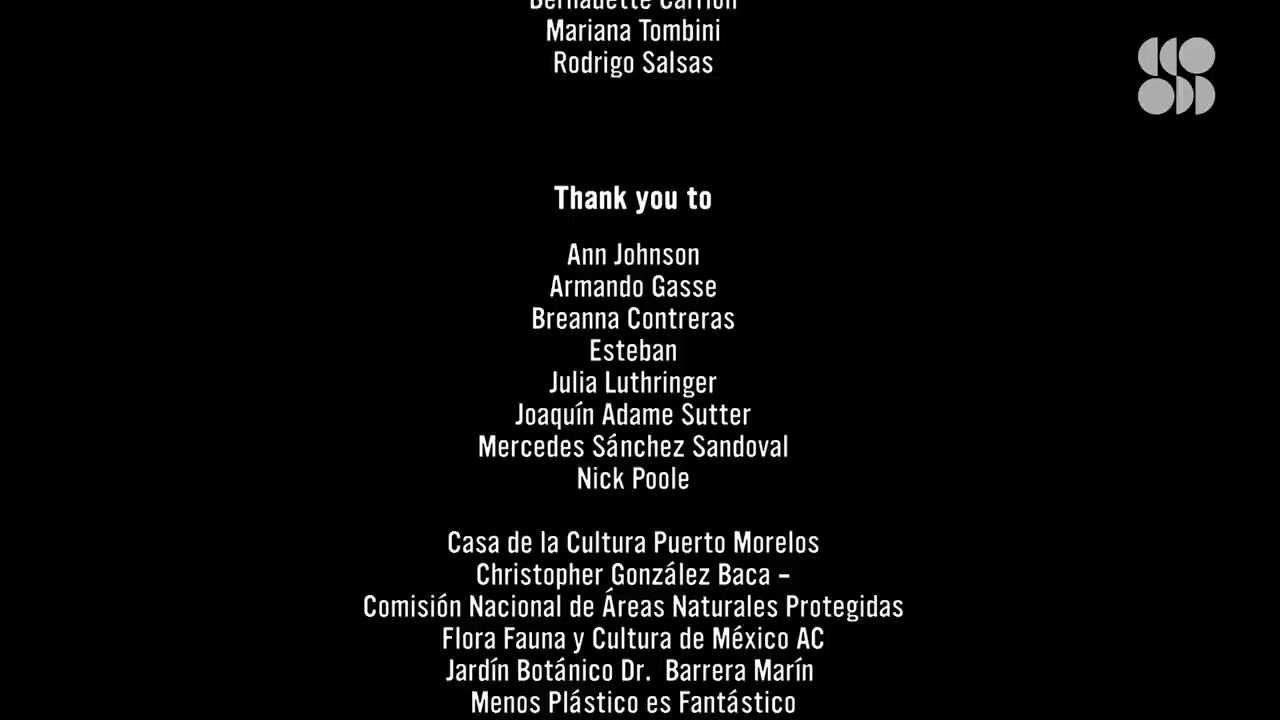 Bernadette Carrion
Mariana Tombini
Rodrigo Salsas
Thank you to
Ann Johnson
Armando Gasse
Breanna Contreras
Esteban
Julia Luthringer
Joaquín Adame Sutter
Mercedes Sánchez Sandoval
Nick Poole
Casa de la Cultura Puerto Morelos
Christopher González Baca –
Comisión Nacional de Áreas Naturales Protegidas
Flora Fauna y Cultura de México AC
Jardín Botánico Dr.  Barrera Marín
Menos Plástico es Fantástico